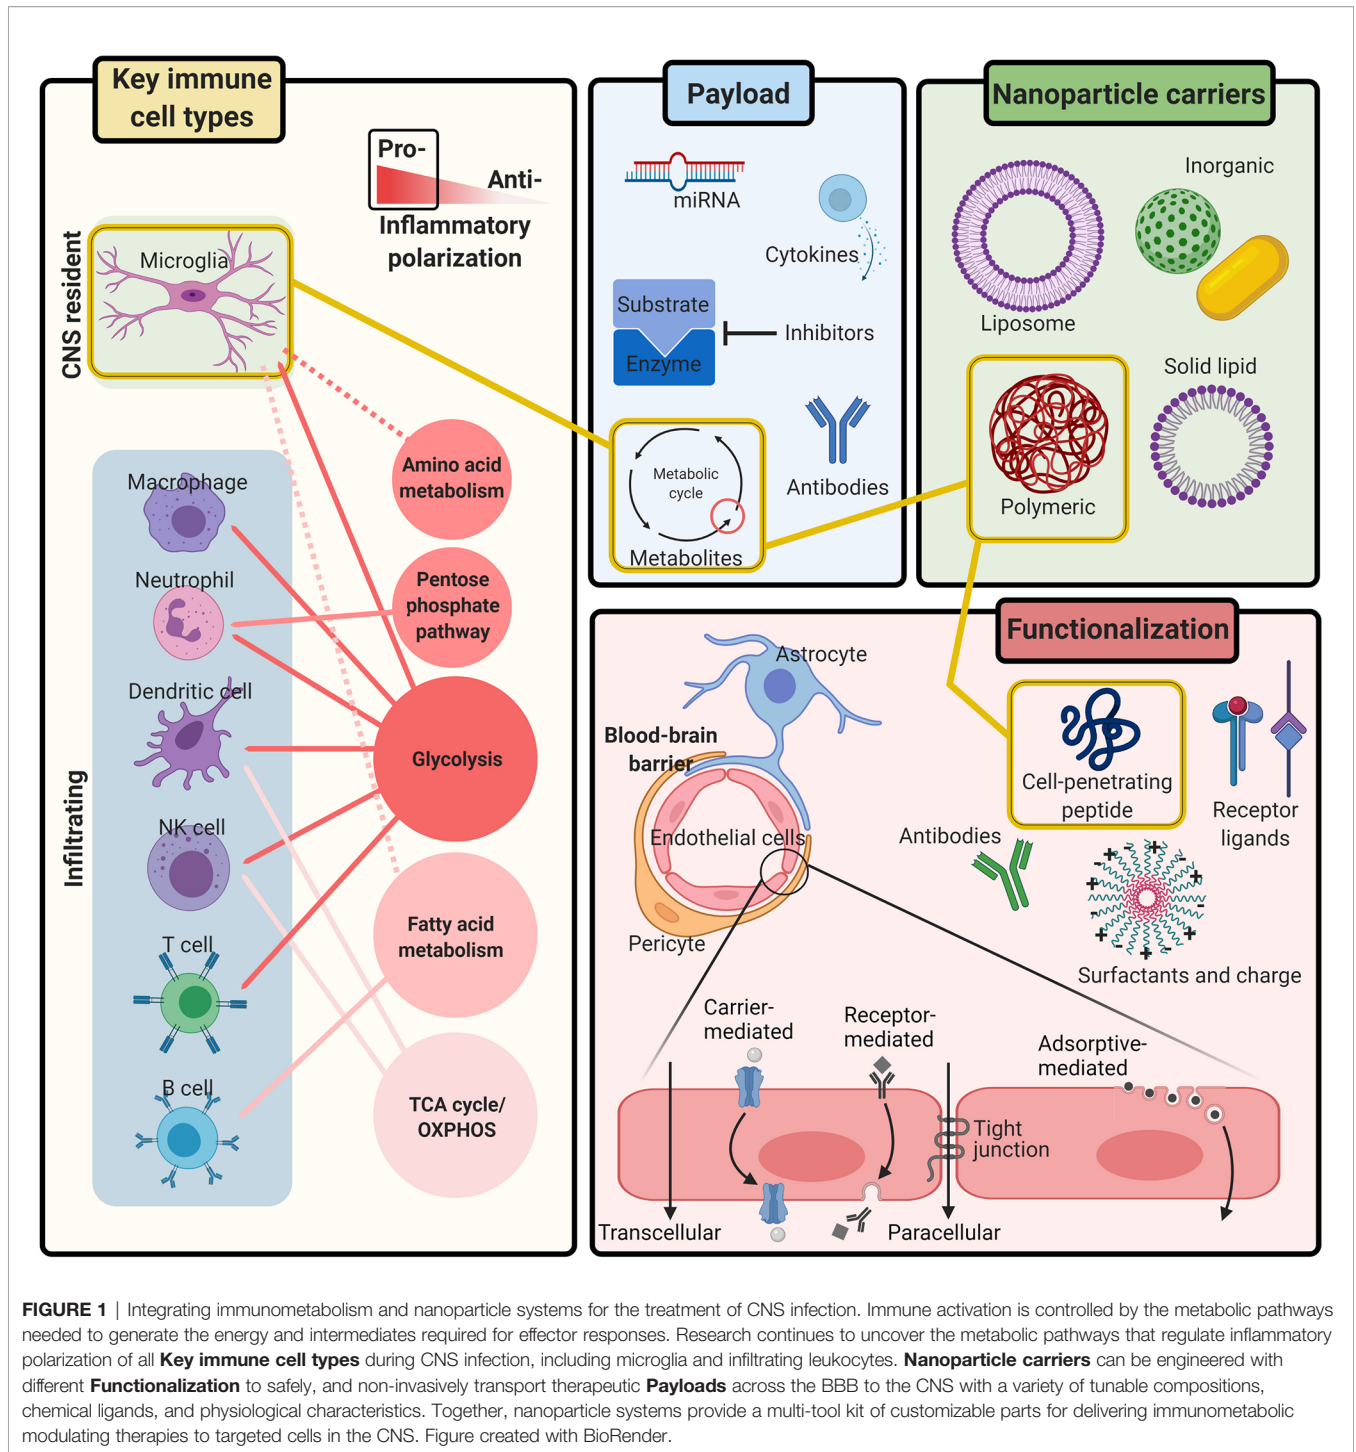 Key immune
cell types
Pro-
Anti-
Inflammatory
polarization
CNS resident
Microglia
Infiltrating
Macrophage
Neutrophil
Dendritic cell
NK cell
T cell
B cell
Amino acid
metabolism
Pentose
phosphate
pathway
Glycolysis
Fatty acid
metabolism
TCA cycle/
OXPHOS
Payload
miRNA
Cytokines
Substrate
Enzyme
Inhibitors
Metabolic
cycle
Metabolites
Antibodies
Nanoparticle carriers
Liposome
Inorganic
Polymeric
Solid lipid
Functionalization
Astrocyte
Blood-brain
barrier
Endothelial cells
Pericyte
Cell-penetrating
peptide
Receptor
ligands
Antibodies
Surfactants and charge
Carrier-
mediated
Receptor-
mediated
Adsorptive-
mediated
Tight
junction
Transcellular
Paracellular
FIGURE 1 | Integrating immunometabolism and nanoparticle systems for the treatment of CNS infection. Immune activation is controlled by the metabolic pathways
needed to generate the energy and intermediates required for effector responses. Research continues to uncover the metabolic pathways that regulate inflammatory
polarization of all Key immune cell types during CNS infection, including microglia and infiltrating leukocytes. Nanoparticle carriers can be engineered with
different Functionalization to safely, and non-invasively transport therapeutic Payloads across the BBB to the CNS with a variety of tunable compositions,
chemical ligands, and physiological characteristics. Together, nanoparticle systems provide a multi-tool kit of customizable parts for delivering immunometabolic
modulating therapies to targeted cells in the CNS. Figure created with BioRender.